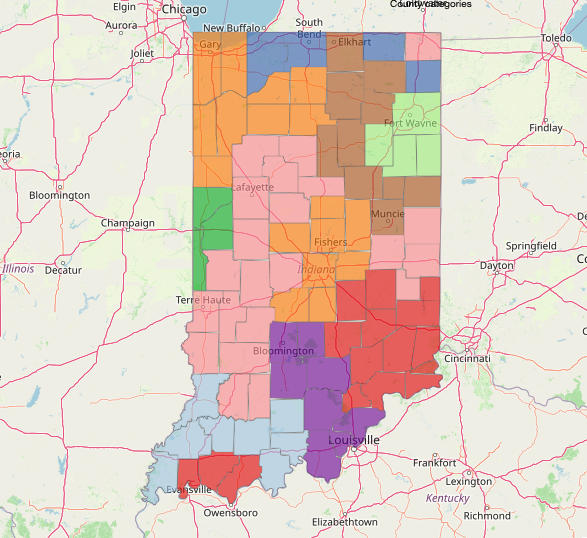 Elgin
Chicago
County categories
Aurora
New Buffalo
South
Bend
Gary
Elkhart
Toledo
Joliet
Fort Wayne
Findlay
eoria
Bloomington
Lafayette
Champaign
Muncie
Fishers
Springfield
Illinois
Decatur
Indiana
Dayton
Terre Haute
Bloomington
Cincinnati
Louisville
Frankfort
Evansville
Lexington
Kentucky
Owensboro
Elizabethtown
Richmond